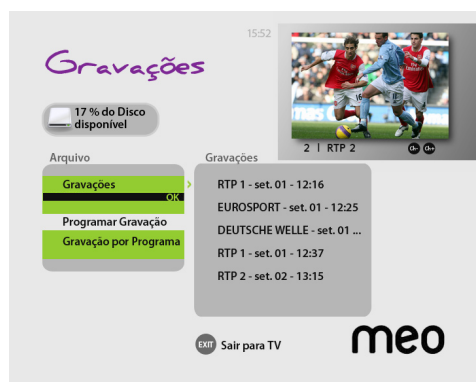 15:52
Gravações
17 % do Disco
disponível
2 | RTP 2
Ch- Ch+
Arquivo
Gravações
OK
Programar Gravação
Gravação por Programa
Gravações
RTP 1 - set. 01 - 12:16
EUROSPORT - set. 01 - 12:25
DEUTSCHE WELLE - set. 01 ...
RTP 1 - set. 01 - 12:37
RTP 2 - set. 02 - 13:15
EXIT Sair para TV
meo